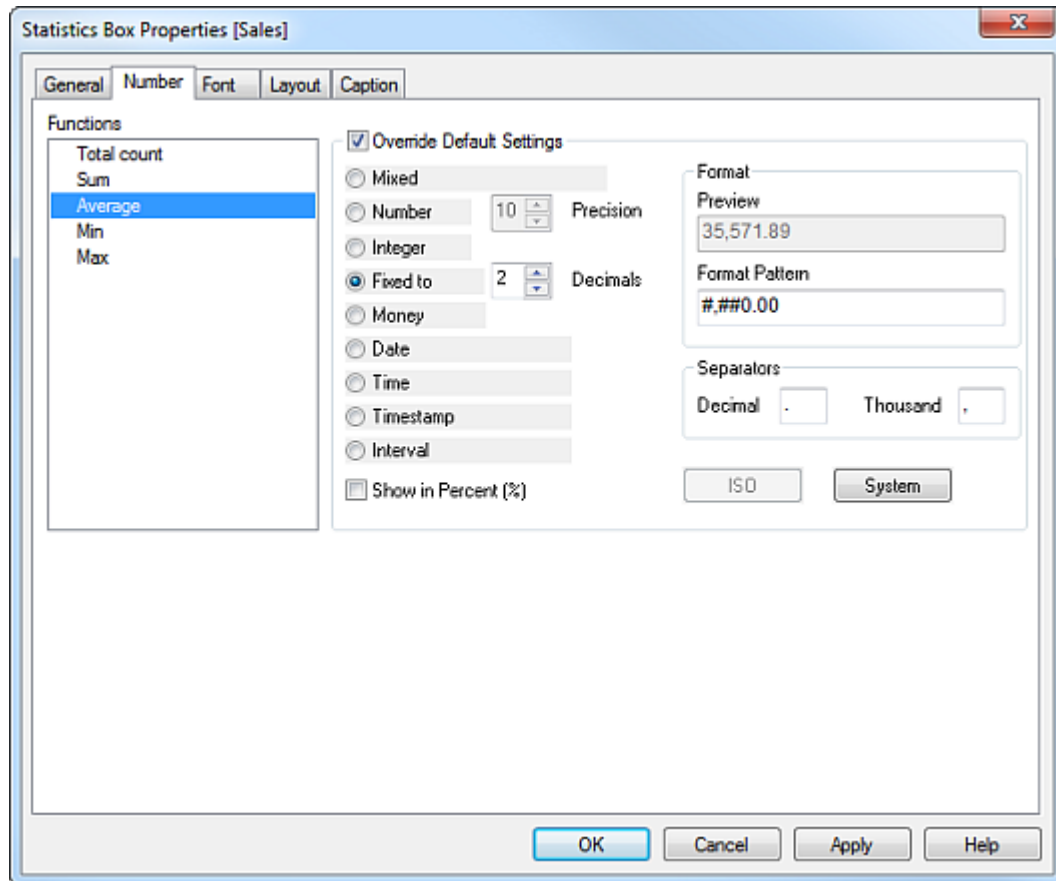 Statistics Box Properties [Sales]
General Number Font Layout Caption
Functions
Total count
Sum
Average
Min
Max
Override Default Settings
Mixed
Number 10 Precision
Integer
Fixed to 2 Decimals
Money
Date
Time
Timestamp
Interval
Show in Percent (%)
Format
Preview
35,571.89
Format Pattern
#,##0.00
Separators
Decimal . Thousand ,
ISO System
OK Cancel Apply Help